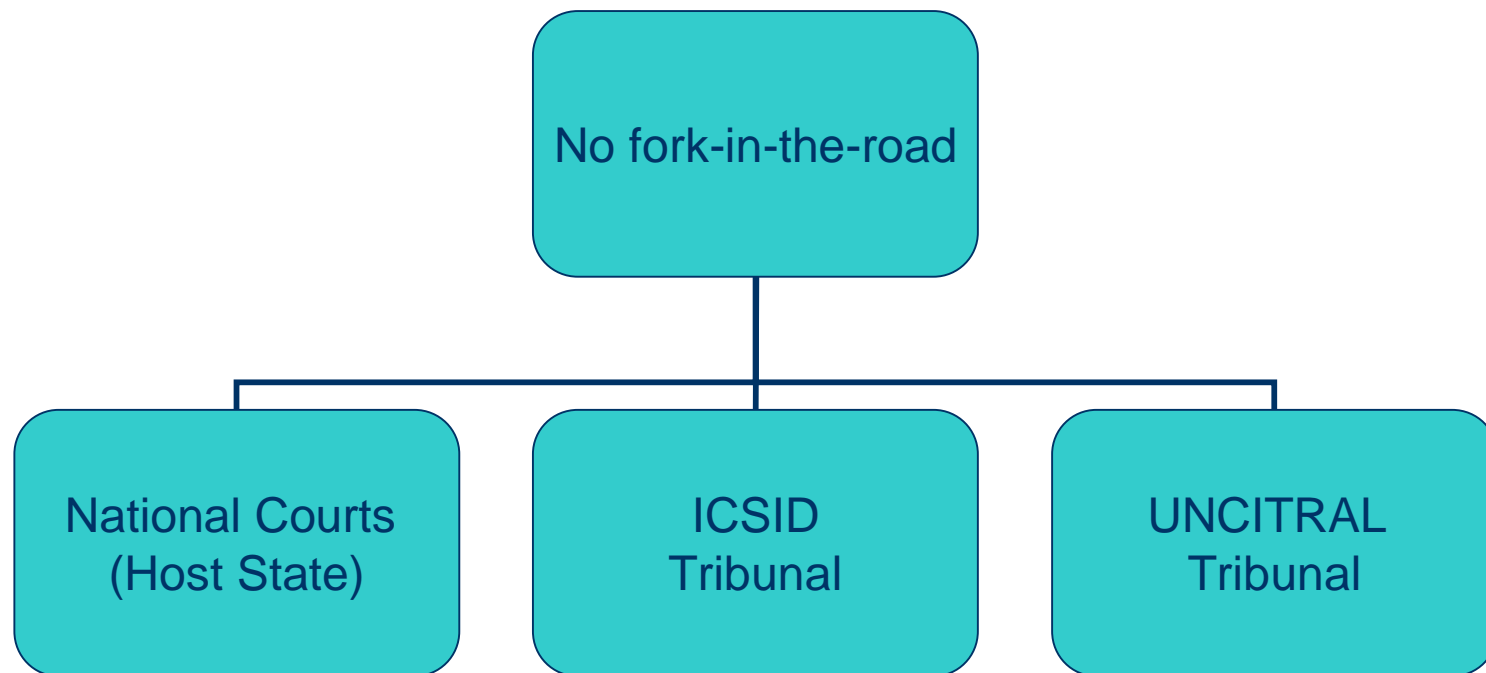 No fork-in-the-road
National Courts
(Host State)
ICSID
Tribunal
UNCITRAL
Tribunal